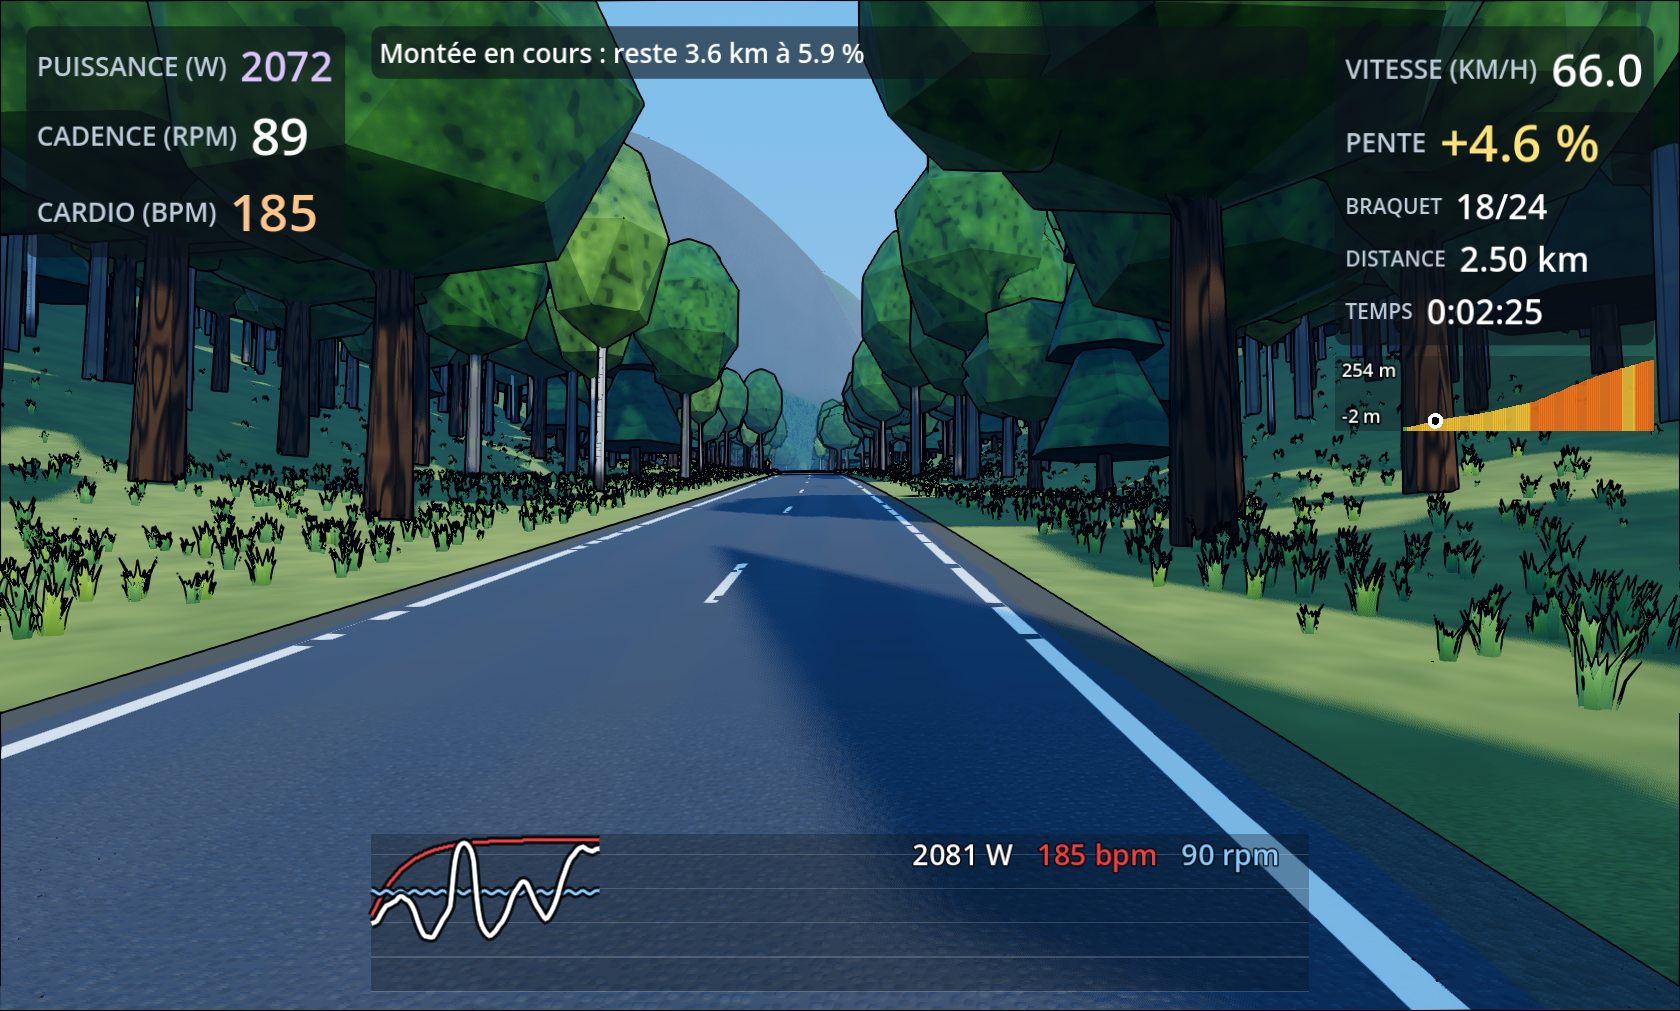 PUISSANCE (W) 2072
CADENCE (RPM) 89
CARDIO (BPM) 185
Montée en cours : reste 3.6 km à 5.9 %
VITESSE (KM/H) 66.0
PENTE +4.6 %
BRAQUET 18/24
DISTANCE 2.50 km
TEMPS 0:02:25
254 m
-2 m
2081 W 185 bpm 90 rpm